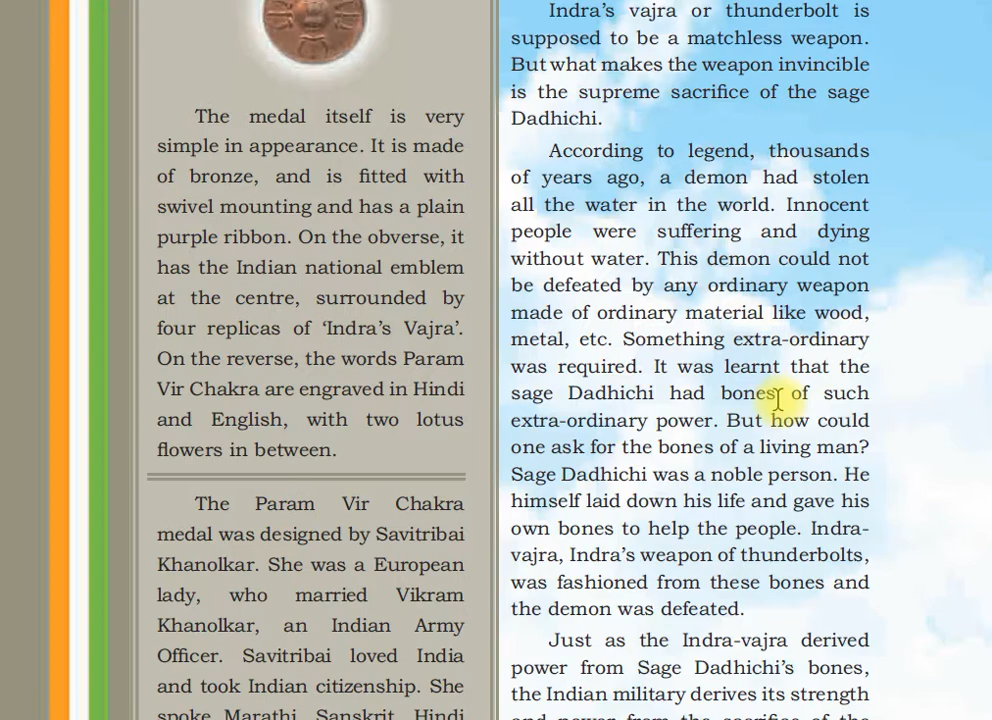 The medal itself is very
simple in appearance. It is made
of bronze, and is fitted with
swivel mounting and has a plain
purple ribbon. On the obverse, it
has the Indian national emblem
at the centre, surrounded by
four replicas of ‘Indra’s Vajra’.
On the reverse, the words Param
Vir Chakra are engraved in Hindi
and English, with two lotus
flowers in between.
The Param Vir Chakra
medal was designed by Savitribai
Khanolkar. She was a European
lady, who married Vikram
Khanolkar, an Indian Army
Officer. Savitribai loved India
and took Indian citizenship. She
spoke Marathi, Sanskrit, Hindi
Indra’s vajra or thunderbolt is
supposed to be a matchless weapon.
But what makes the weapon invincible
is the supreme sacrifice of the sage
Dadhichi.
According to legend, thousands
of years ago, a demon had stolen
all the water in the world. Innocent
people were suffering and dying
without water. This demon could not
be defeated by any ordinary weapon
made of ordinary material like wood,
metal, etc. Something extra-ordinary
was required. It was learnt that the
sage Dadhichi had bones of such
extra-ordinary power. But how could
one ask for the bones of a living man?
Sage Dadhichi was a noble person. He
himself laid down his life and gave his
own bones to help the people. Indra-
vajra, Indra’s weapon of thunderbolts,
was fashioned from these bones and
the demon was defeated.
Just as the Indra-vajra derived
power from Sage Dadhichi’s bones,
the Indian military derives its strength
and power from the sacrifice of the